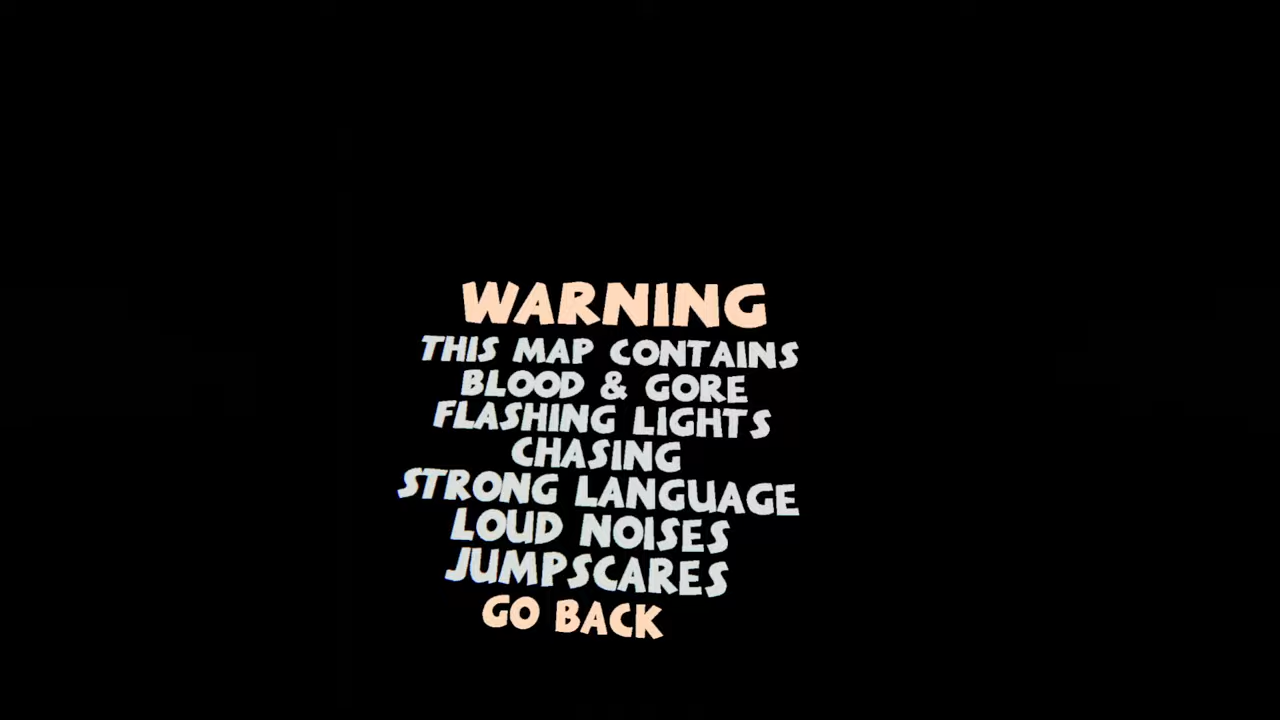 WARNING
THIS MAP CONTAINS
BLOOD & GORE
FLASHING LIGHTS
CHASING
STRONG LANGUAGE
LOUD NOISES
JUMPSCARES
GO BACK